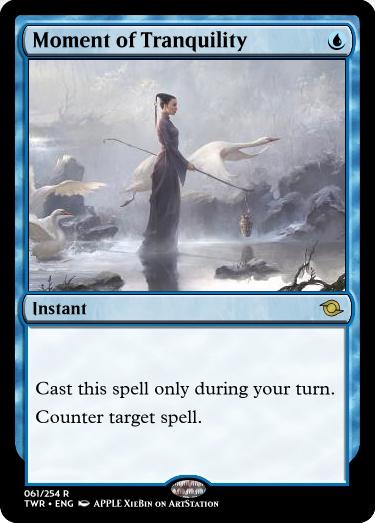 Moment of Tranquility
Instant
Cast this spell only during your turn.
Counter target spell.
061/254 R
TWR • ENG APPLE XIEBIN ON ARTSTATION